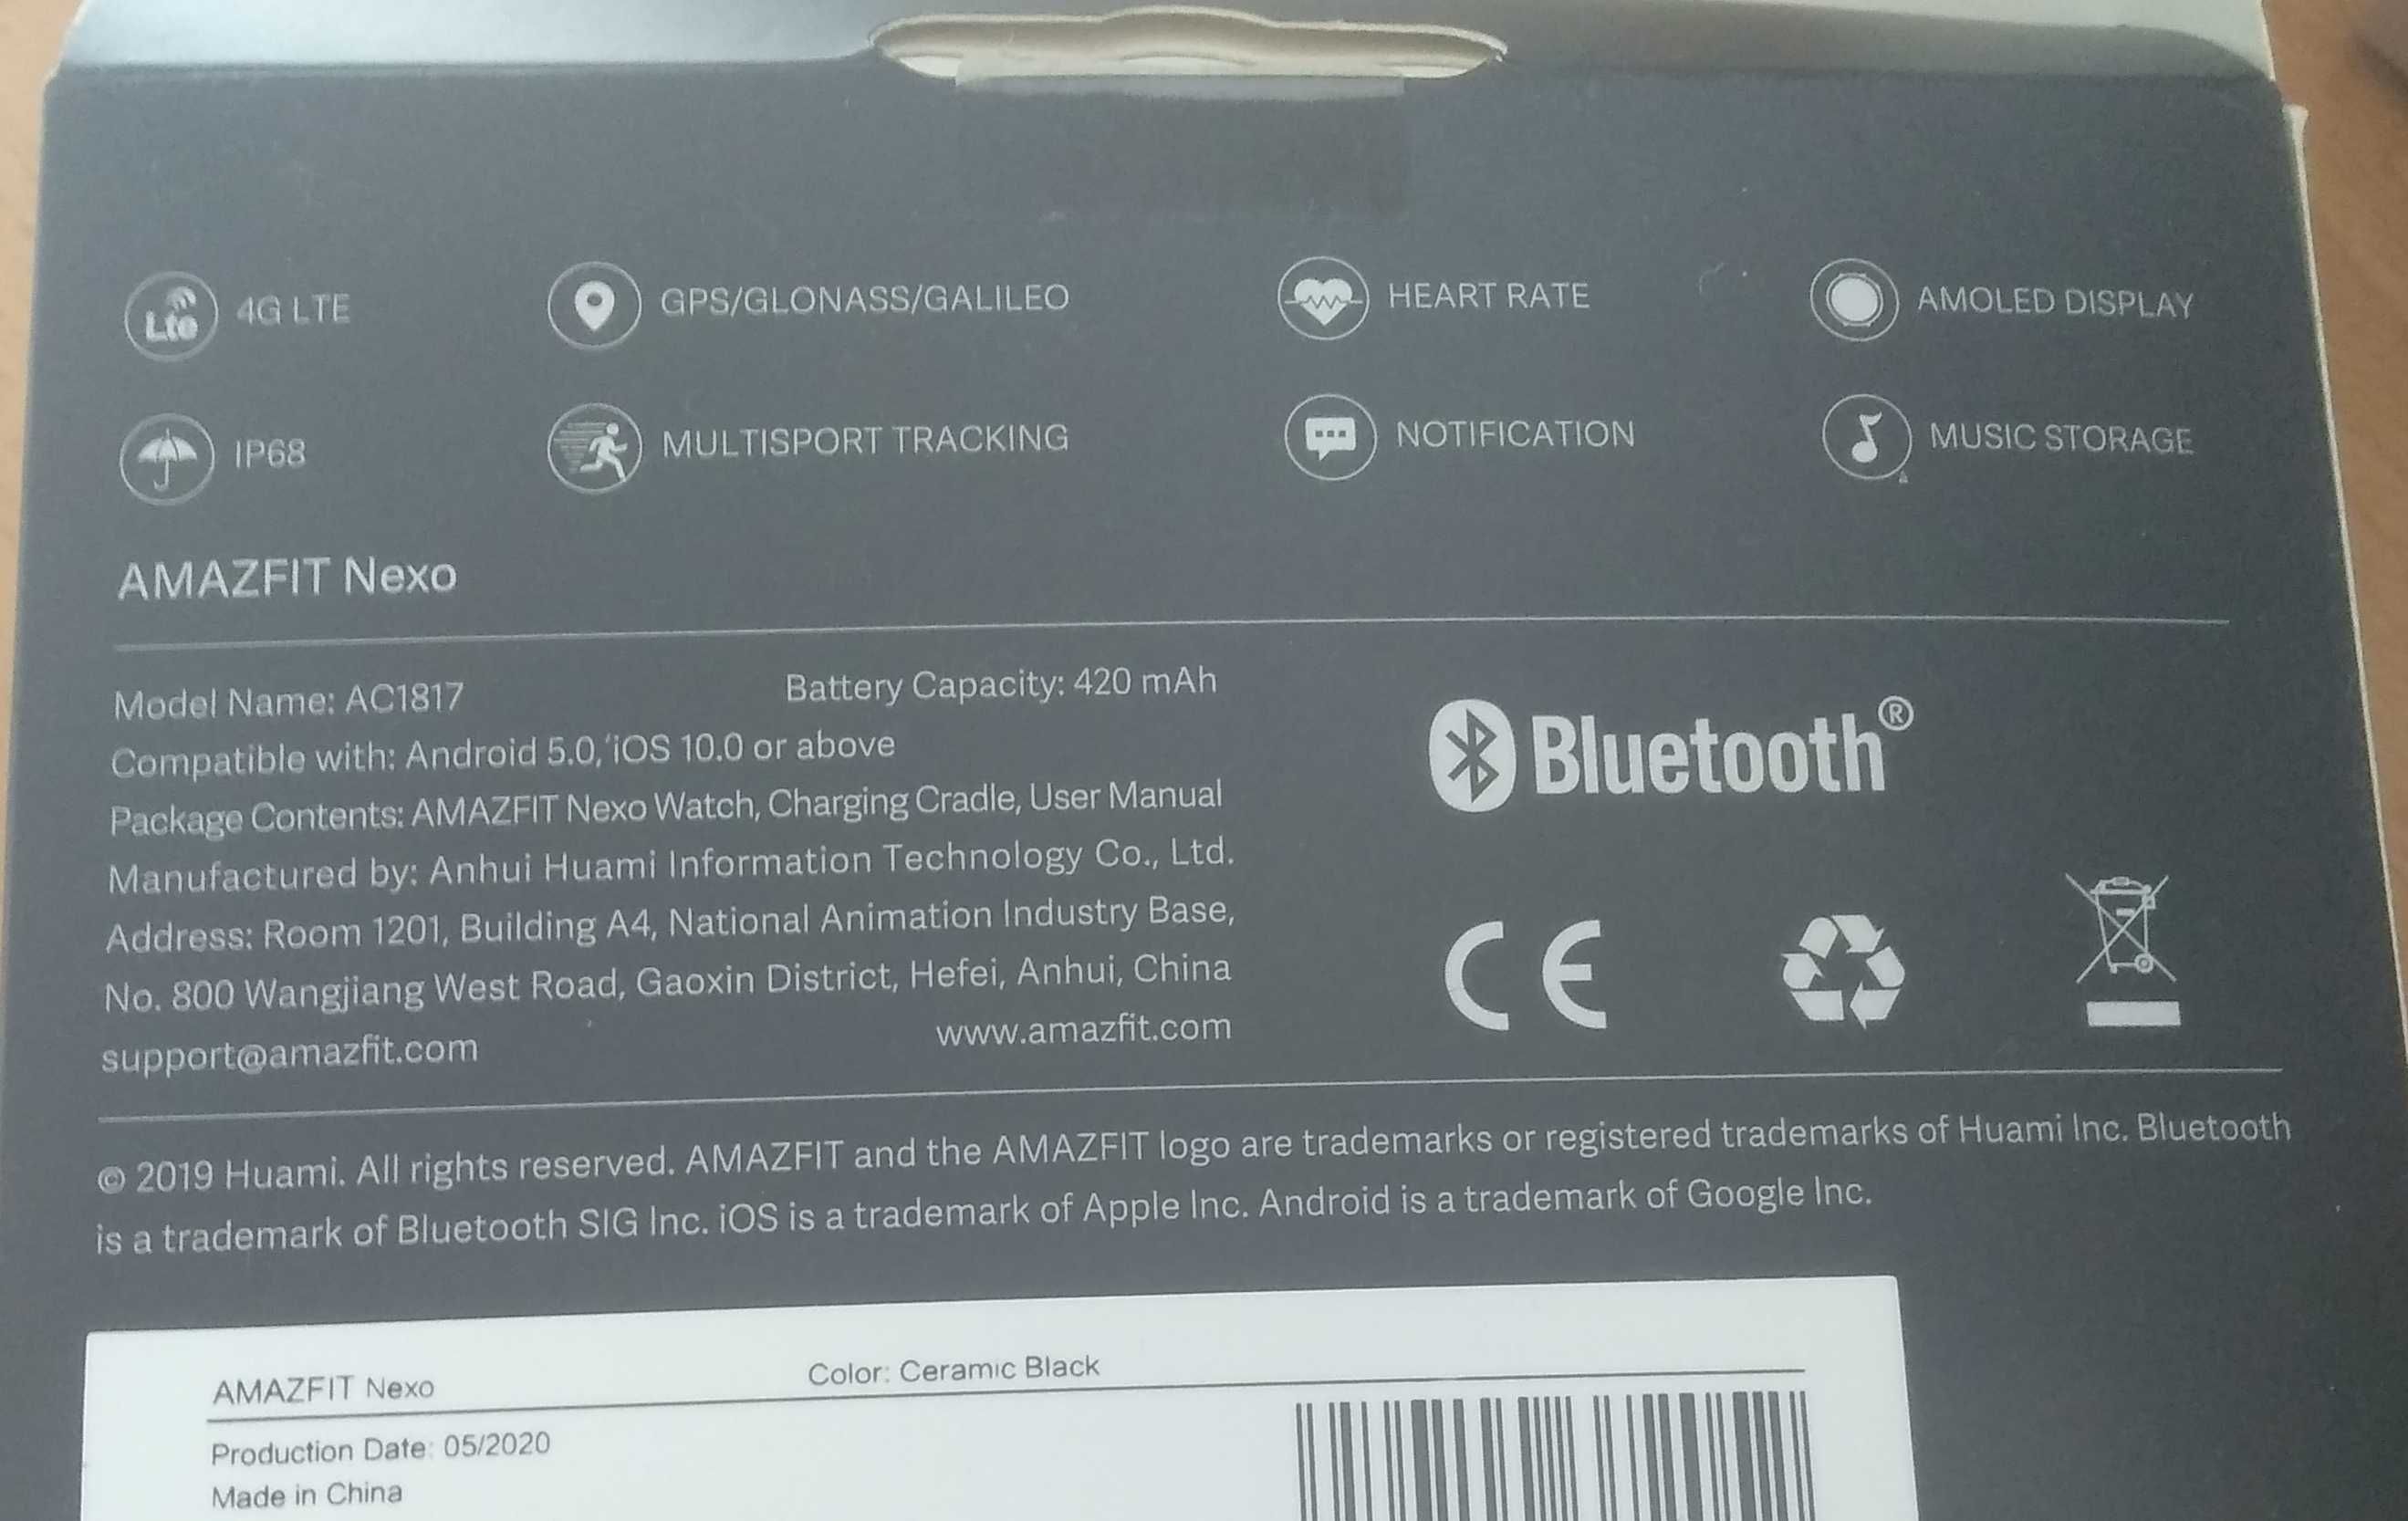 Lte 4G LTE GPS/GLONASS/GALILEO HEART RATE AMOLED DISPLAY
IP68 MULTISPORT TRACKING NOTIFICATION MUSIC STORAGE
AMAZFIT Nexo
Model Name: AC1817 Battery Capacity: 420 mAh
Compatible with: Android 5.0, iOS 10.0 or above
Package Contents: AMAZFIT Nexo Watch, Charging Cradle, User Manual
Manufactured by: Anhui Huami Information Technology Co., Ltd.
Address: Room 1201, Building A4, National Animation Industry Base,
No. 800 Wangjiang West Road, Gaoxin District, Hefei, Anhui, China
support@amazfit.com www.amazfit.com
Bluetooth®
CE
© 2019 Huami. All rights reserved. AMAZFIT and the AMAZFIT logo are trademarks or registered trademarks of Huami Inc. Bluetooth
is a trademark of Bluetooth SIG Inc. iOS is a trademark of Apple Inc. Android is a trademark of Google Inc.
AMAZFIT Nexo Color: Ceramic Black
Production Date: 05/2020
Made in China